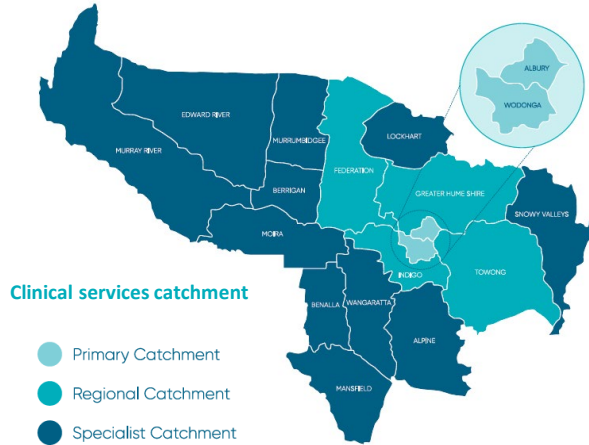 ALBURY
WODONGA
EDWARD RIVER
LOCKHART
MURRUMBIDGEE
MURRAY RIVER
FEDERATION
BERRIGAN
GREATER HUME SHIRE
SNOWY VALLEYS
MOIRA
INDIGO
TOWONG
Clinical services catchment
BENALLA
WANGARATTA
ALPINE
Primary Catchment
MANSFIELD
Regional Catchment
Specialist Catchment